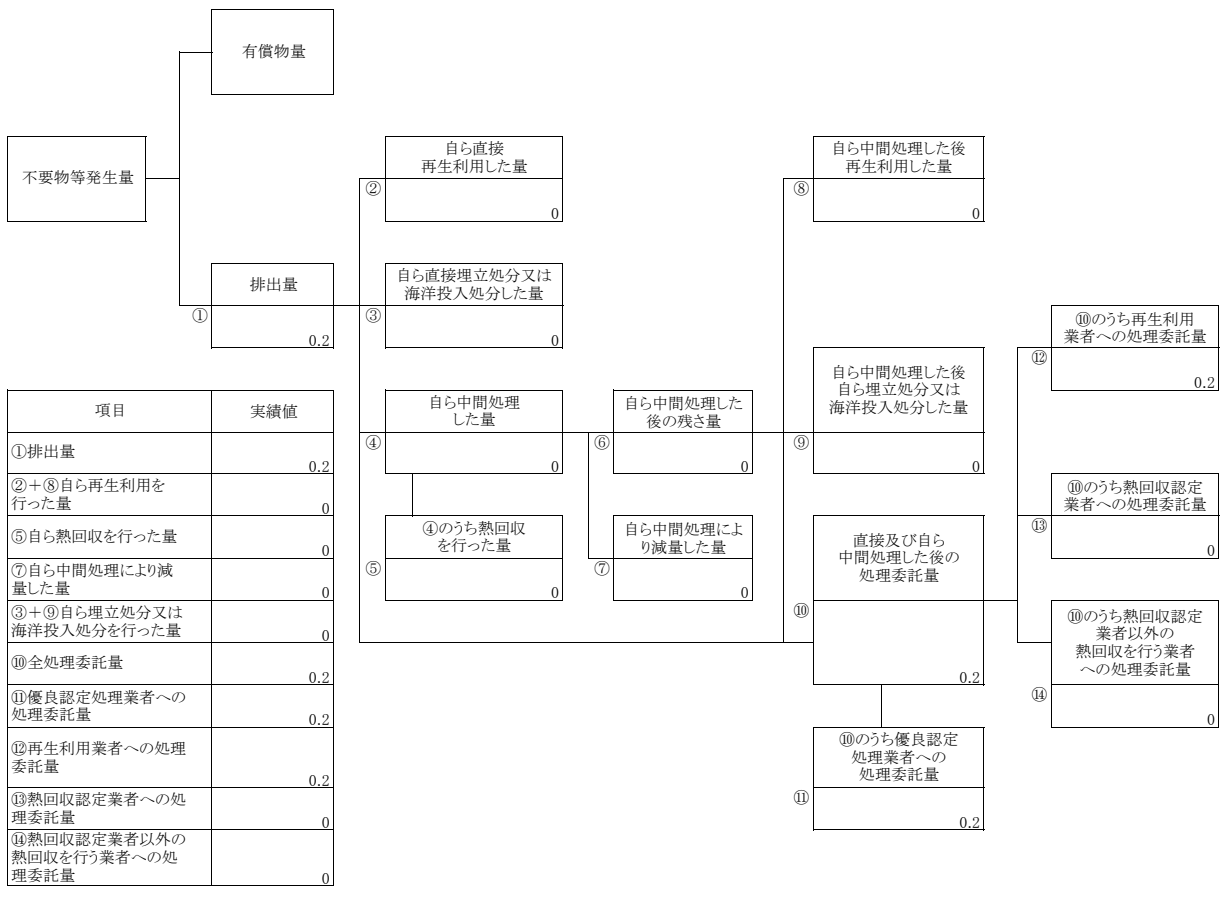 有償物量
不要物等発生量
排出量
①
0.2
自ら直接
再生利用した量
②
0
自ら直接埋立処分又は
海洋投入処分した量
③
0
自ら中間処理
した量
④
0
④のうち熱回収
を行った量
⑤
0
自ら中間処理した
後の残さ量
⑥
0
自ら中間処理によ
り減量した量
⑦
0
自ら中間処理した後
再生利用した量
⑧
0
自ら中間処理した後
自ら埋立処分又は
海洋投入処分した量
⑨
0
直接及び自ら
中間処理した後の
処理委託量
⑩
0.2
⑩のうち優良認定
処理業者への
処理委託量
⑪
0.2
⑩のうち再生利用
業者への処理委託量
⑫
0.2
⑩のうち熱回収認定
業者への処理委託量
⑬
0
⑩のうち熱回収認定
業者以外の
熱回収を行う業者
への処理委託量
⑭
0
項目 実績値
①排出量
0.2
②＋⑧自ら再生利用を
行った量
0
⑤自ら熱回収を行った量
0
⑦自ら中間処理により減
量した量
0
③＋⑨自ら埋立処分又は
海洋投入処分を行った量
0
⑩全処理委託量
0.2
⑪優良認定処理業者への
処理委託量
0.2
⑫再生利用業者への処理
委託量
0.2
⑬熱回収認定業者への処
理委託量
0
⑭熱回収認定業者以外の
熱回収を行う業者への処
理委託量
0